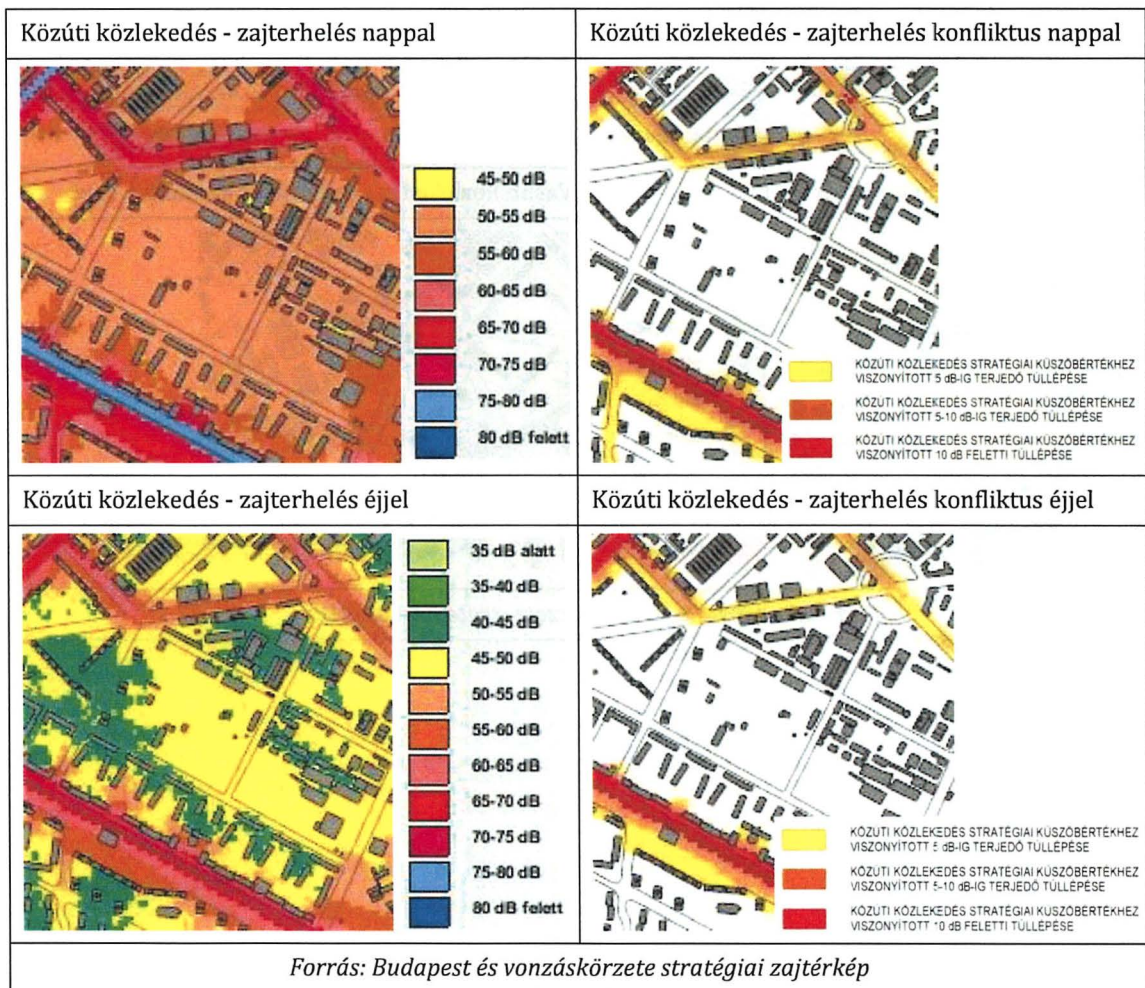 Közúti közlekedés - zajterhelés nappal
Közúti közlekedés - zajterhelés konfliktus nappal
45-50 dB
50-55 dB
55-60 dB
60-65 dB
65-70 dB
70-75 dB
75-80 dB
80 dB felett
KÖZÚTI KÖZLEKEDÉS STRATÉGIAI KÜSZÖBÉRTÉKHEZ
VISZONYÍTOTT 5 dB-IG TERJEDŐ TÚLLÉPÉSE
KÖZÚTI KÖZLEKEDÉS STRATÉGIAI KÜSZÖBÉRTÉKHEZ
VISZONYÍTOTT 5-10 dB-IG TERJEDŐ TÚLLÉPÉSE
KÖZÚTI KÖZLEKEDÉS STRATÉGIAI KÜSZÖBÉRTÉKHEZ
VISZONYÍTOTT 10 dB FELETTI TÚLLÉPÉSE
Közúti közlekedés - zajterhelés éjjel
Közúti közlekedés - zajterhelés konfliktus éjjel
35 dB alatt
35-40 dB
40-45 dB
45-50 dB
50-55 dB
55-60 dB
60-65 dB
65-70 dB
70-75 dB
75-80 dB
80 dB felett
KÖZÚTI KÖZLEKEDÉS STRATÉGIAI KÜSZÖBÉRTÉKHEZ
VISZONYÍTOTT 5 dB-IG TERJEDŐ TÚLLÉPÉSE
KÖZÚTI KÖZLEKEDÉS STRATÉGIAI KÜSZÖBÉRTÉKHEZ
VISZONYÍTOTT 5-10 dB-IG TERJEDŐ TÚLLÉPÉSE
KÖZÚTI KÖZLEKEDÉS STRATÉGIAI KÜSZÖBÉRTÉKHEZ
VISZONYÍTOTT 10 dB FELETTI TÚLLÉPÉSE
Forrás: Budapest és vonzáskörzete stratégiai zajtérkép